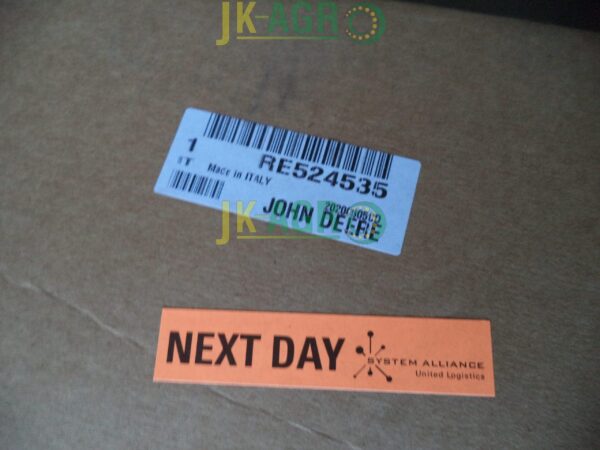 JK-AGRO
1
IT
Made in ITALY
RE524535
JOHN DEERE
JK-AGRO
NEXT DAY
SYSTEM ALLIANCE
United Logistics